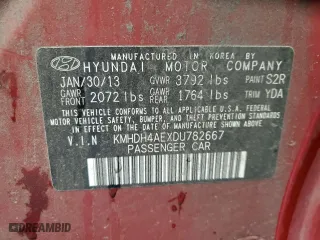 MANUFACTURED IN KOREA BY
HYUNDAI MOTOR COMPANY
JAN/30/13 GVWR 3792 lbs PAINT S2R
GAWR FRONT 2072 lbs GAWR REAR 1764 lbs TRIM YDA
THIS VEHICLE CONFORMS TO ALL APPLICABLE
FEDERAL MOTOR VEHICLE SAFETY, BUMPER,
AND THEFT PREVENTION STANDARDS IN
EFFECT ON THE DATE OF MANUFACTURE SHOWN ABOVE.
V.I.N KMHDH4AEXDU782667
PASSENGER CAR